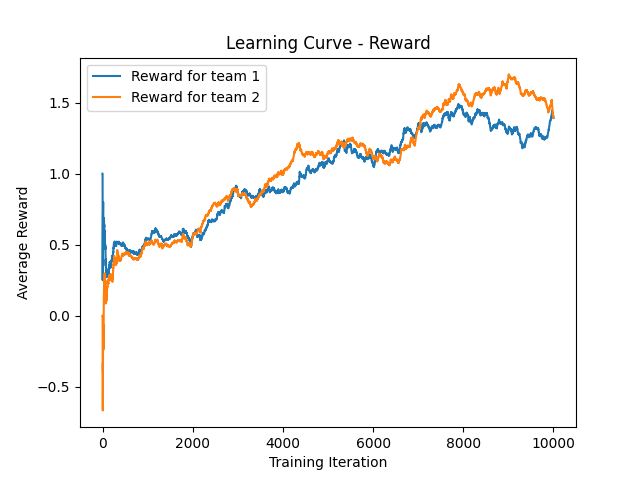 Learning Curve - Reward
Reward for team 1
Reward for team 2
Average Reward
1.5
1.0
0.5
0.0
−0.5
0 2000 4000 6000 8000 10000
Training Iteration